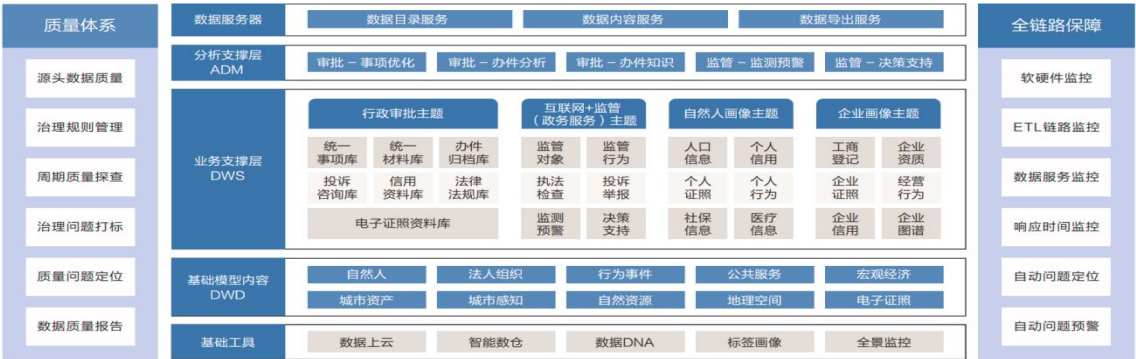 质量体系
源头数据质量
治理规则管理
周期质量探查
治理问题打标
质量问题定位
数据质量报告
数据服务器
数据目录服务
数据内容服务
数据导出服务
分析支撑层
ADM
审批 – 事项优化
审批 – 办件分析
审批 – 办件知识
监管 – 监测预警
监管 – 决策支持
业务支撑层
DWS
行政审批主题
统一
事项库
统一
材料库
办件
归档库
投诉
咨询库
信用
资料库
法律
法规库
电子证照资料库
互联网+监管
（政务服务）主题
监管
对象
监管
行为
执法
检查
投诉
举报
监测
预警
决策
支持
自然人画像主题
人口
信息
个人
信用
个人
证照
个人
行为
社保
信息
医疗
信息
企业画像主题
工商
登记
企业
资质
企业
证照
经营
行为
企业
信用
企业
图谱
基础模型内容
DWD
自然人
法人组织
行为事件
公共服务
宏观经济
城市资产
城市感知
自然资源
地理空间
电子证照
基础工具
数据上云
智能数仓
数据DNA
标签画像
全景监控
全链路保障
软硬件监控
ETL链路监控
数据服务监控
响应时间监控
自动问题定位
自动问题预警